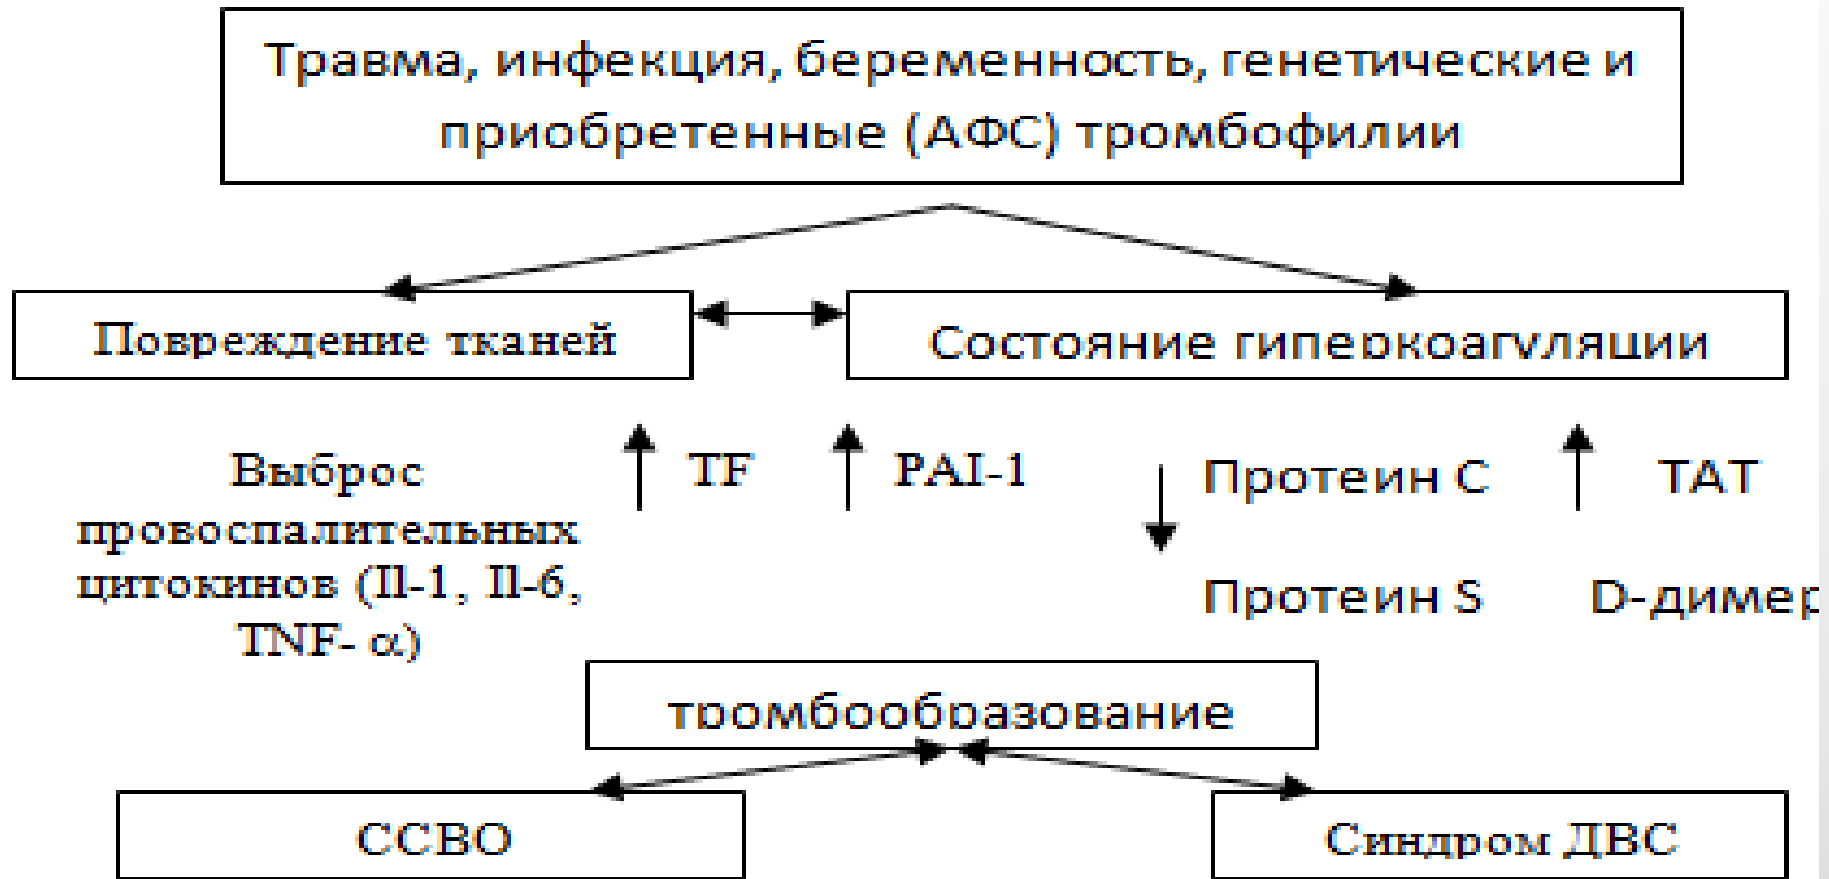 Травма, инфекция, беременность, генетические и
приобретенные (АФС) тромбофилии
Повреждение тканей
Состояние гиперкоагуляции
Выброс
провоспалительных
цитокинов (Il-1, Il-6,
TNF- α)
TF
PAI-1
Протеин C
Протеин S
ТАТ
D-димер
тромбообразование
ССВО
Синдром ДВС